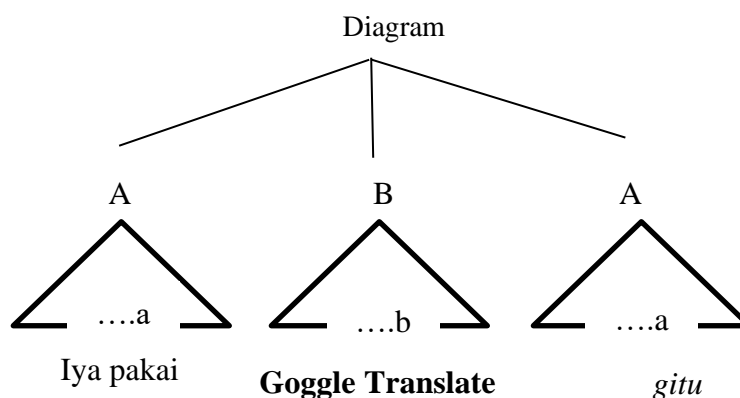 Diagram
A B A
….a ….b ….a
Iya pakai Goggle Translate gitu